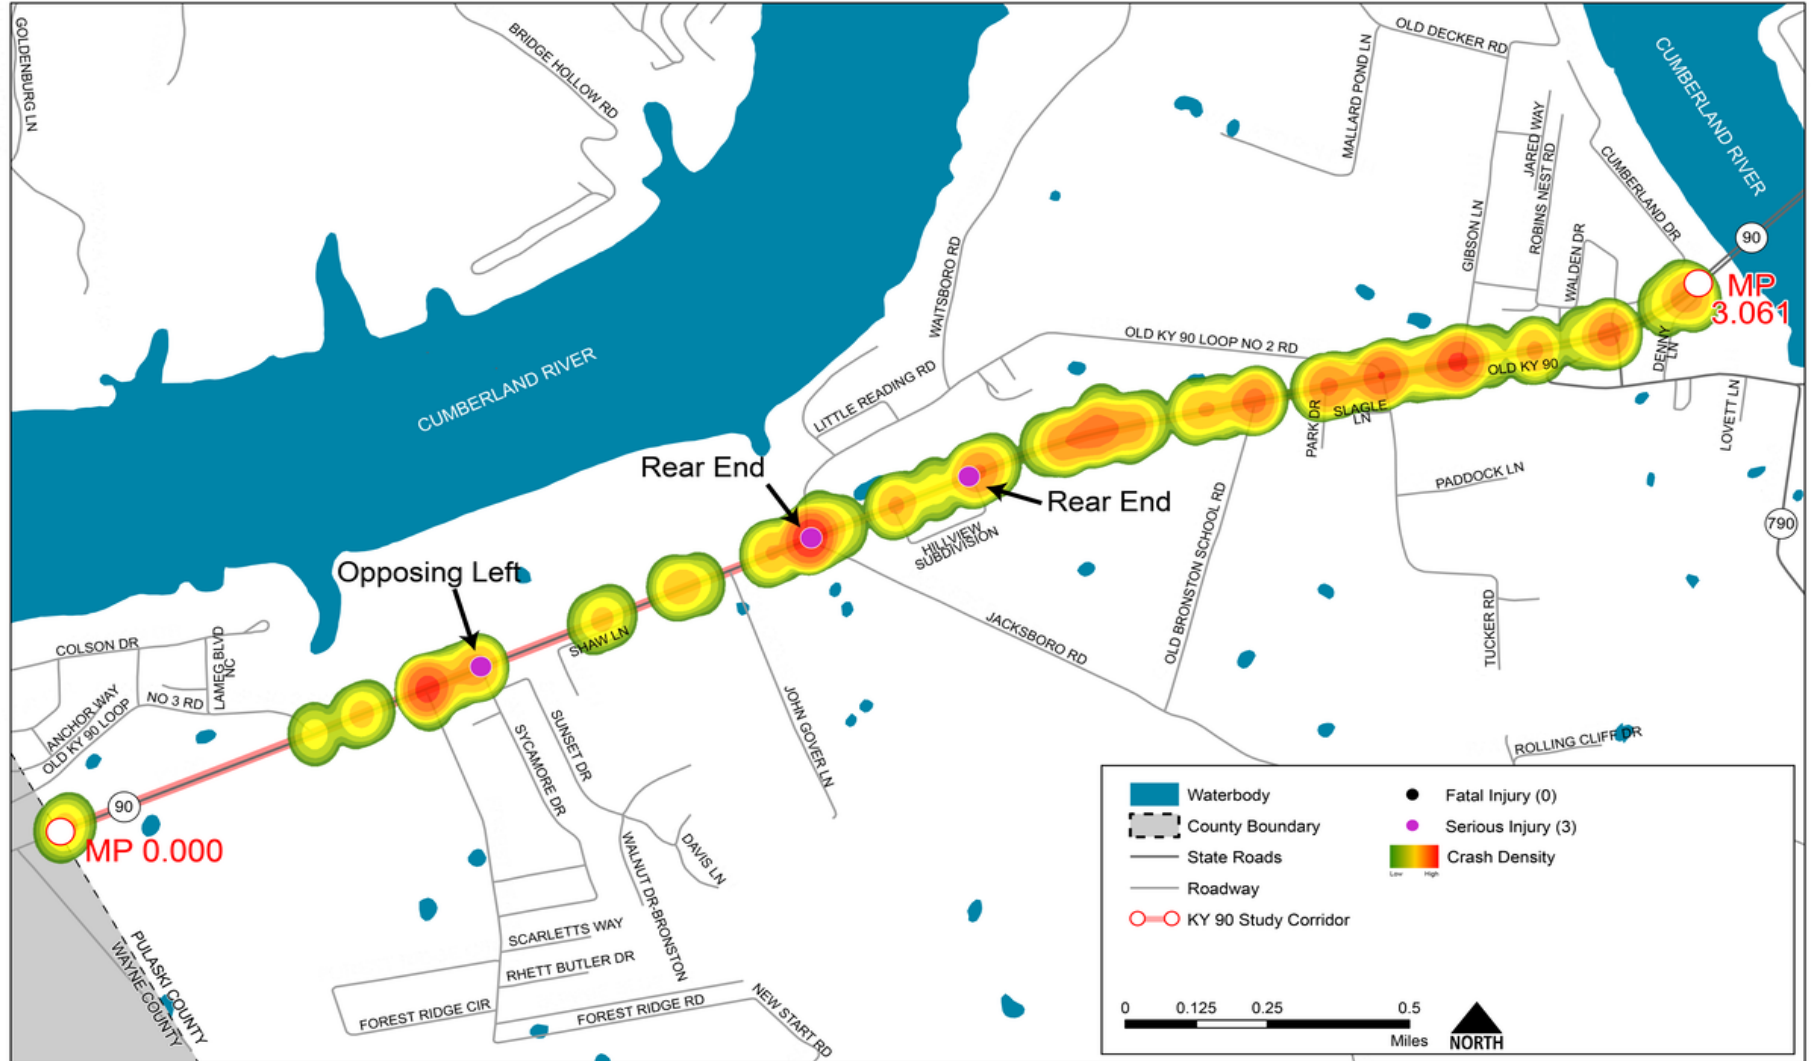 GOLDENBURG LN
BRIDGE HOLLOW RD
OLD DECKER RD
MALLARD POND LN
CUMBERLAND RIVER
JARED WAY
ROBINS NEST RD
CUMBERLAND DR
GIBSON LN
WALDEN DR
90
MP
3.061
WAITSBORO RD
OLD KY 90 LOOP NO 2 RD
CUMBERLAND RIVER
LITTLE READING RD
OLD KY 90
DENNY
LN
PARK DR
SLAGLE
LN
LOVETT LN
Rear End
Rear End
PADDOCK LN
790
HILLVIEW
SUBDIVISION
OLD BRONSTON SCHOOL RD
Opposing Left
JACKSBORO RD
TUCKER RD
SHAW LN
COLSON DR
LAMEG BLVD
NC
NO 3 RD
ANCHOR WAY
OLD KY 90 LOOP
JOHN GOVER LN
SUNSET DR
SYCAMORE DR
ROLLING CLIFF DR
90
MP 0.000
WALNUT DR-BRONSTON
DAVIS LN
SCARLETTS WAY
RHETT BUTLER DR
FOREST RIDGE CIR
FOREST RIDGE RD
NEW START RD
PULASKI COUNTY
WAYNE COUNTY
Waterbody
County Boundary
State Roads
Roadway
KY 90 Study Corridor
Fatal Injury (0)
Serious Injury (3)
Crash Density
Low High
0 0.125 0.25 0.5
Miles
NORTH